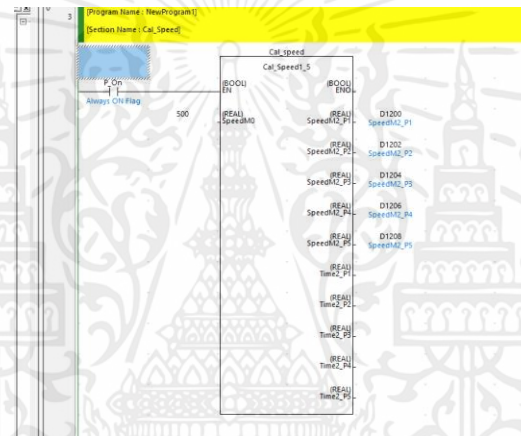 0
3
[Program Name : NewProgram1]
[Section Name : Cal_Speed]
Cal_speed
Cal_Speed1_5
P_On
(BOOL)
EN
(BOOL)
ENO
Always ON Flag
500
(REAL)
SpeedM0
(REAL)
SpeedM2_P1
D1200
SpeedM2_P1
(REAL)
SpeedM2_P2
D1202
SpeedM2_P2
(REAL)
SpeedM2_P3
D1204
SpeedM2_P3
(REAL)
SpeedM2_P4
D1206
SpeedM2_P4
(REAL)
SpeedM2_P5
D1208
SpeedM2_P5
(REAL)
Time2_P1
(REAL)
Time2_P2
(REAL)
Time2_P3
(REAL)
Time2_P4
(REAL)
Time2_P5